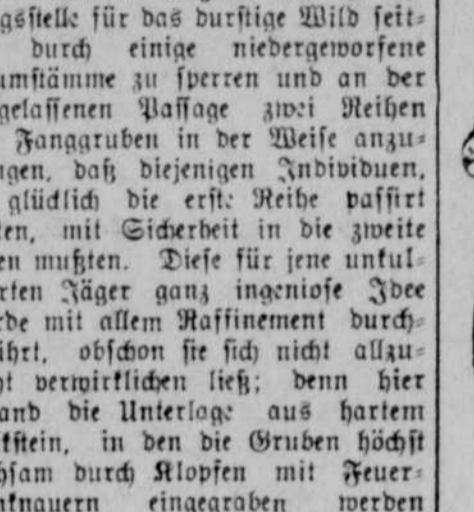 gsstelle für das durstige Wild seit-
durch einige niedergeworfene
umstämme zu sperren und an der
gelassenen Passage zwei Reihen
Fanggruben in der Weise anzu-
ngen, daß diejenigen Individuen,
glücklich die erste Reihe passirt
ten, mit Sicherheit in die zweite
en mußten. Diese für jene unkul-
rten Jäger ganz ingeniose Idee
rde mit allem Raffinement durch-
ührt, obschon sie sich nicht allzu-
ht verwirklichen ließ; denn hier
and die Unterlage aus hartem
kstein, in den die Gruben höchst
hsam durch Klopfen mit Feuer-
nknauern eingegraben werden